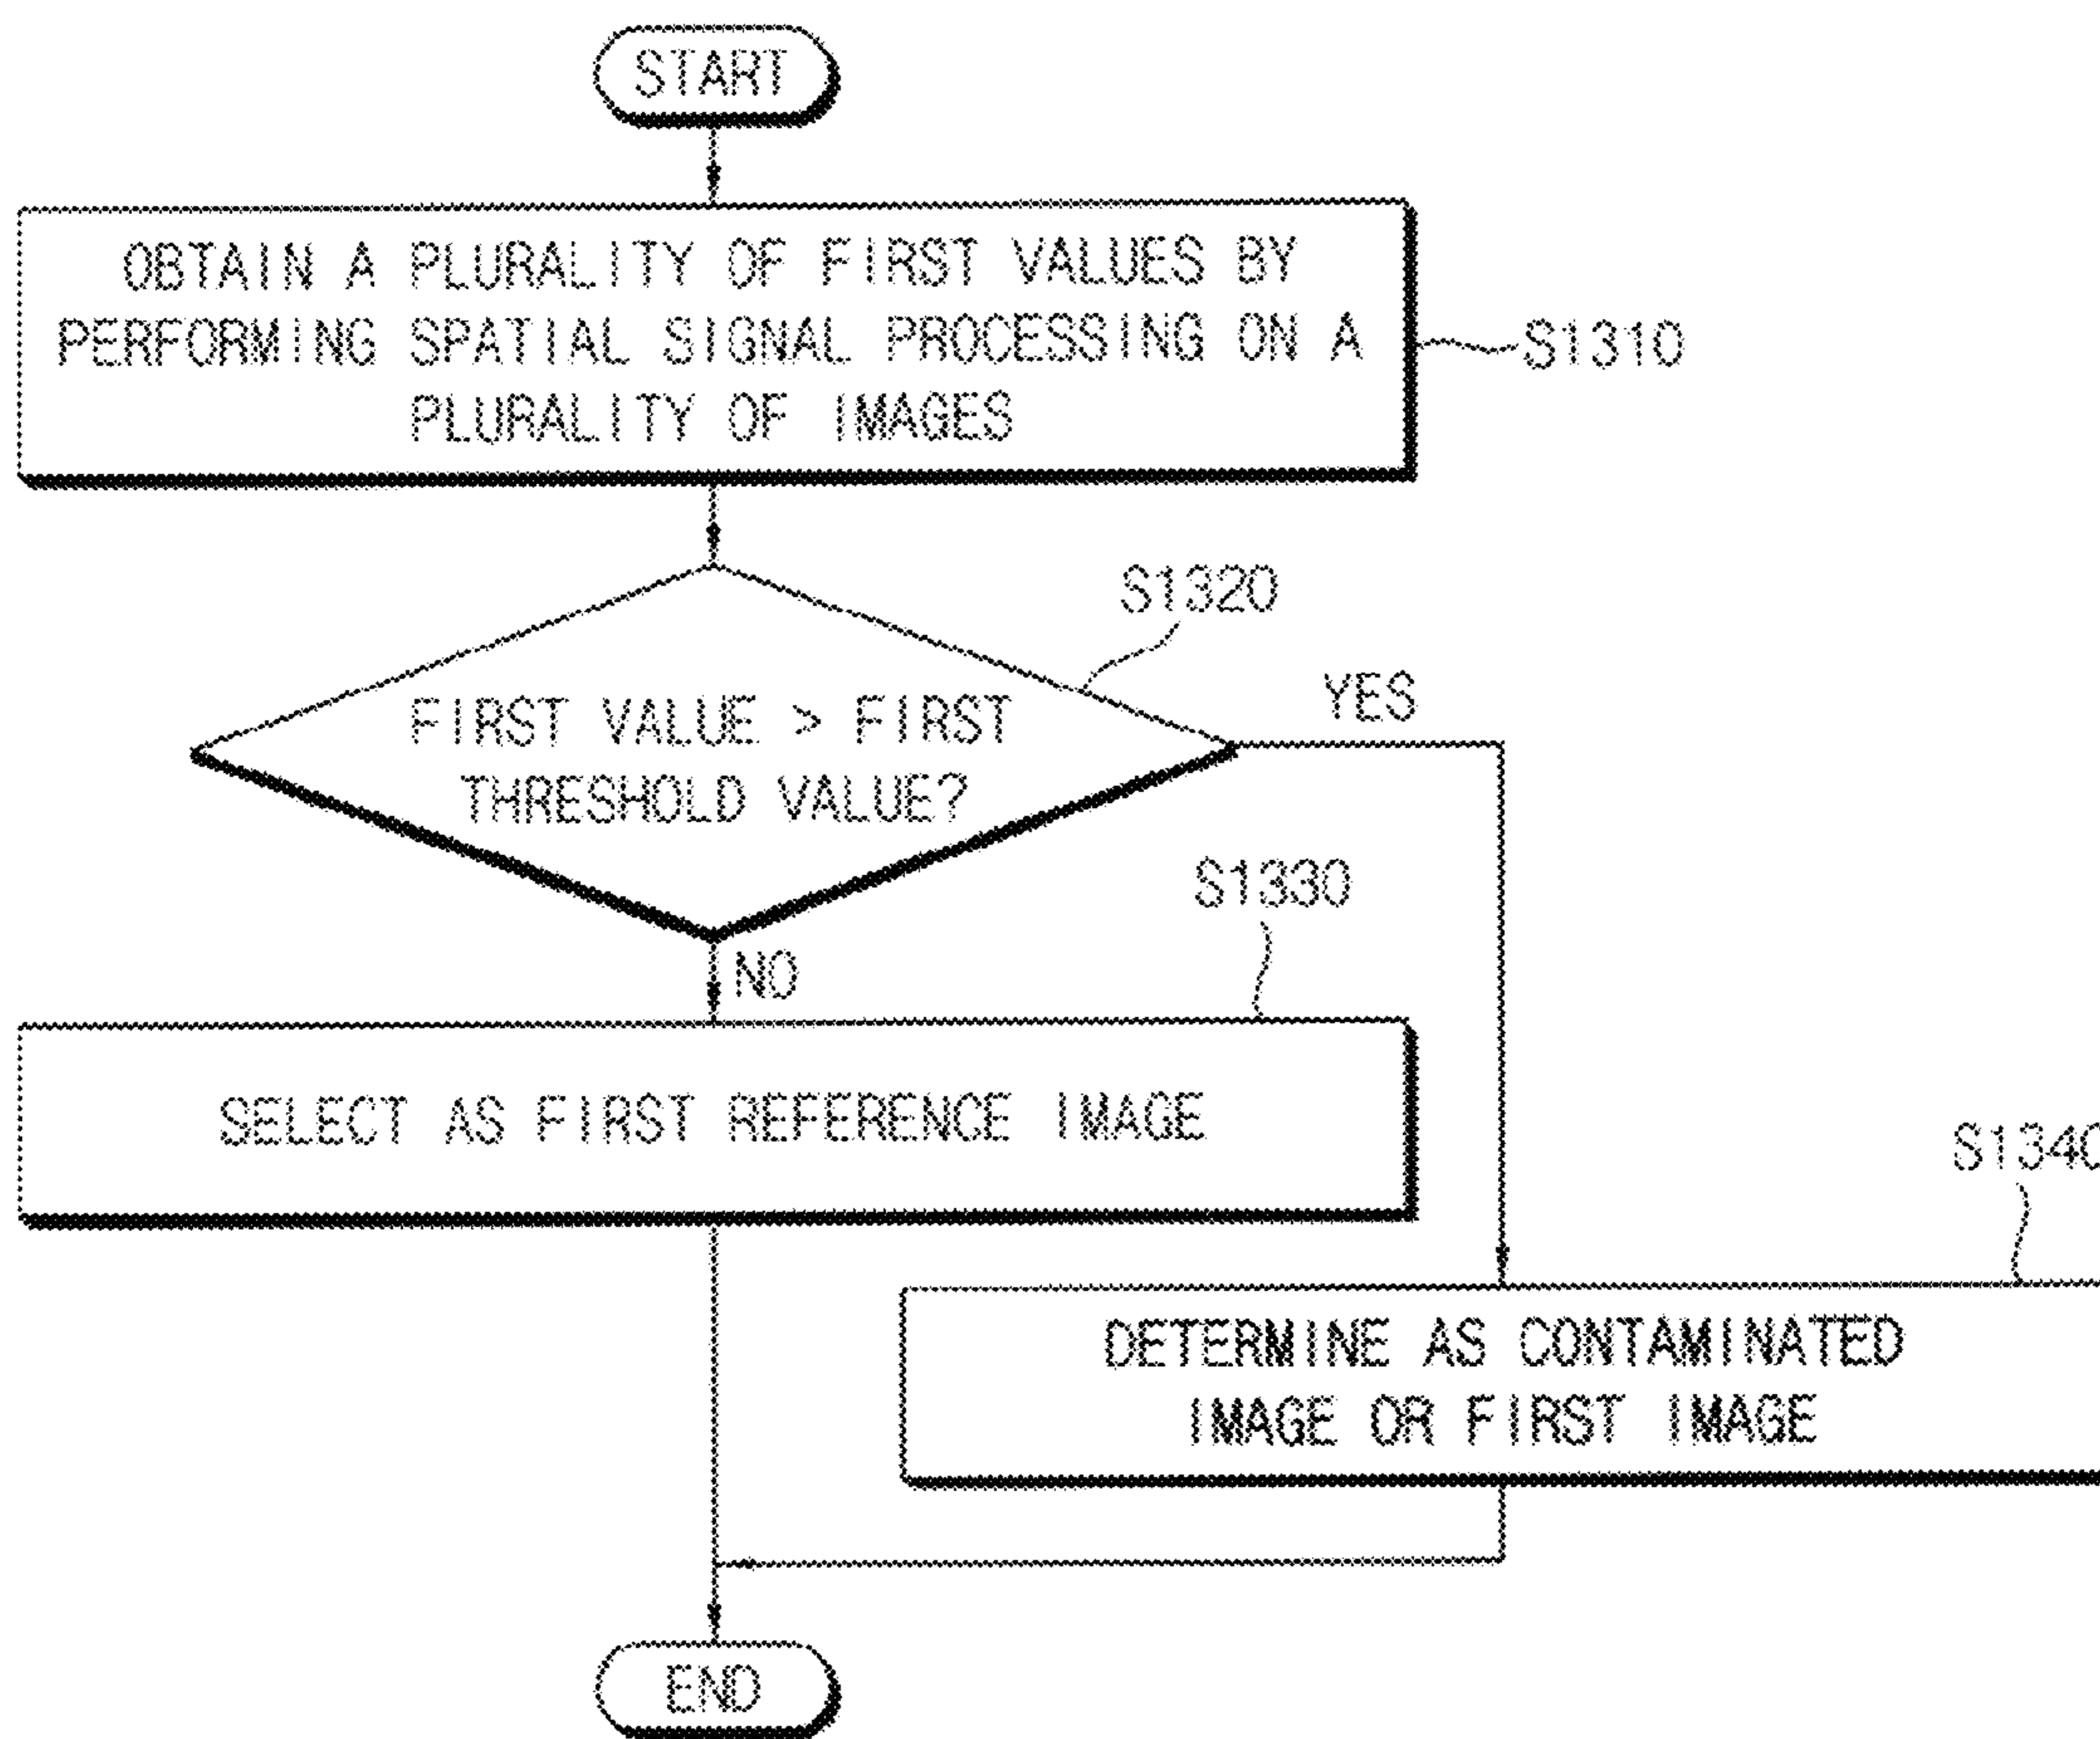 START
OBTAIN A PLURALITY OF FIRST VALUES BY
PERFORMING SPATIAL SIGNAL PROCESSING ON A
PLURALITY OF IMAGES
S1310
S1320
YES
FIRST VALUE > FIRST
THRESHOLD VALUE?
S1330
NO
SELECT AS FIRST REFERENCE IMAGE
S1340
DETERMINE AS CONTAMINATED
IMAGE OR FIRST IMAGE
END